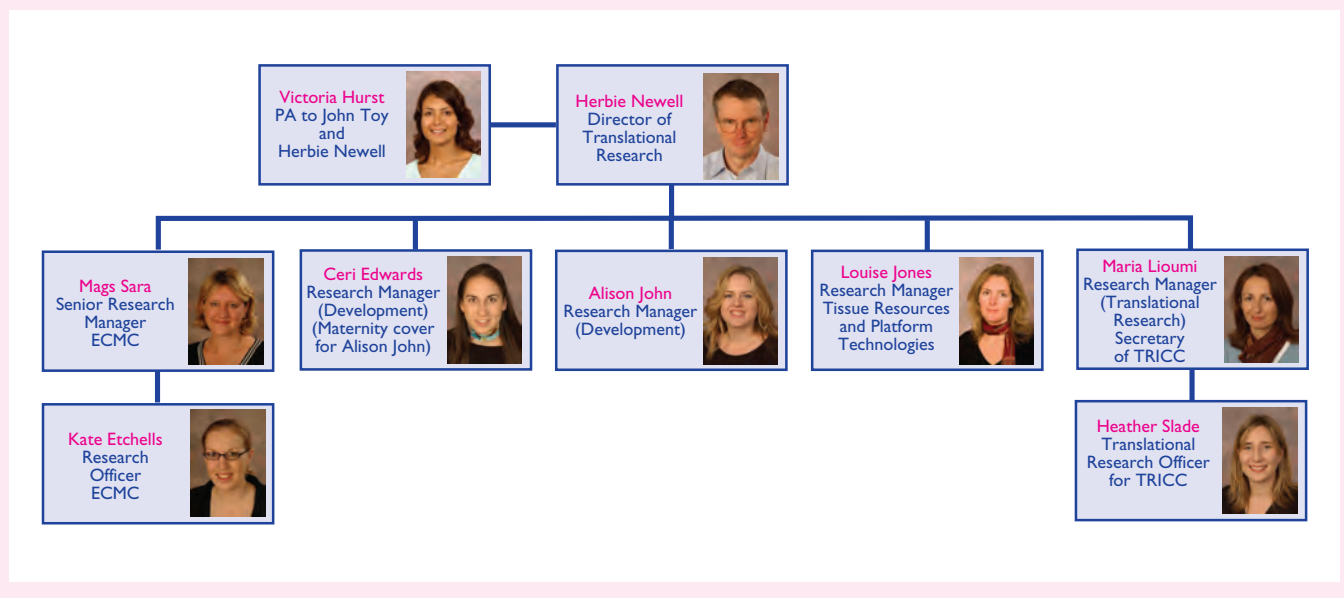 Victoria Hurst
PA to John Toy
and
Herbie Newell
Herbie Newell
Director of
Translational
Research
Mags Sara
Senior Research
Manager
ECMC
Ceri Edwards
Research Manager
(Development)
(Maternity cover
for Alison John)
Alison John
Research Manager
(Development)
Louise Jones
Research Manager
Tissue Resources
and Platform
Technologies
Maria Lioumi
Research Manager
(Translational
Research)
Secretary
of TRICC
Kate Etchells
Research
Officer
ECMC
Heather Slade
Translational
Research Officer
for TRICC